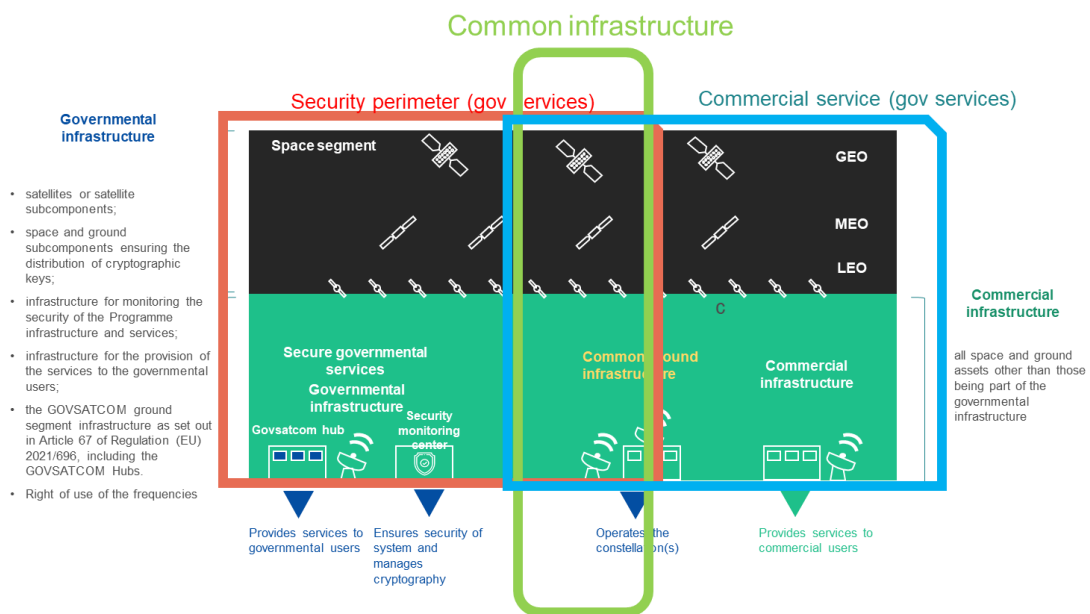 Common infrastructure
Security perimeter (gov services)
Commercial service (gov services)
Governmental
infrastructure
• satellites or satellite
subcomponents;
• space and ground
subcomponents ensuring the
distribution of cryptographic
keys;
• infrastructure for monitoring the
security of the Programme
infrastructure and services;
• infrastructure for the provision of
the services to the governmental
users;
• the GOVSATCOM ground
segment infrastructure as set out
in Article 67 of Regulation (EU)
2021/696, including the
GOVSATCOM Hubs.
• Right of use of the frequencies
Space segment
GEO
MEO
LEO
C
Secure governmental
services
Governmental
infrastructure
Govsatcom hub
Security
monitoring
center
Common ground
infrastructure
Commercial
infrastructure
Commercial
infrastructure
all space and ground
assets other than those
being part of the
governmental
infrastructure
Provides services to
governmental users
Ensures security of
system and
manages
cryptography
Operates the
constellation(s)
Provides services to
commercial users